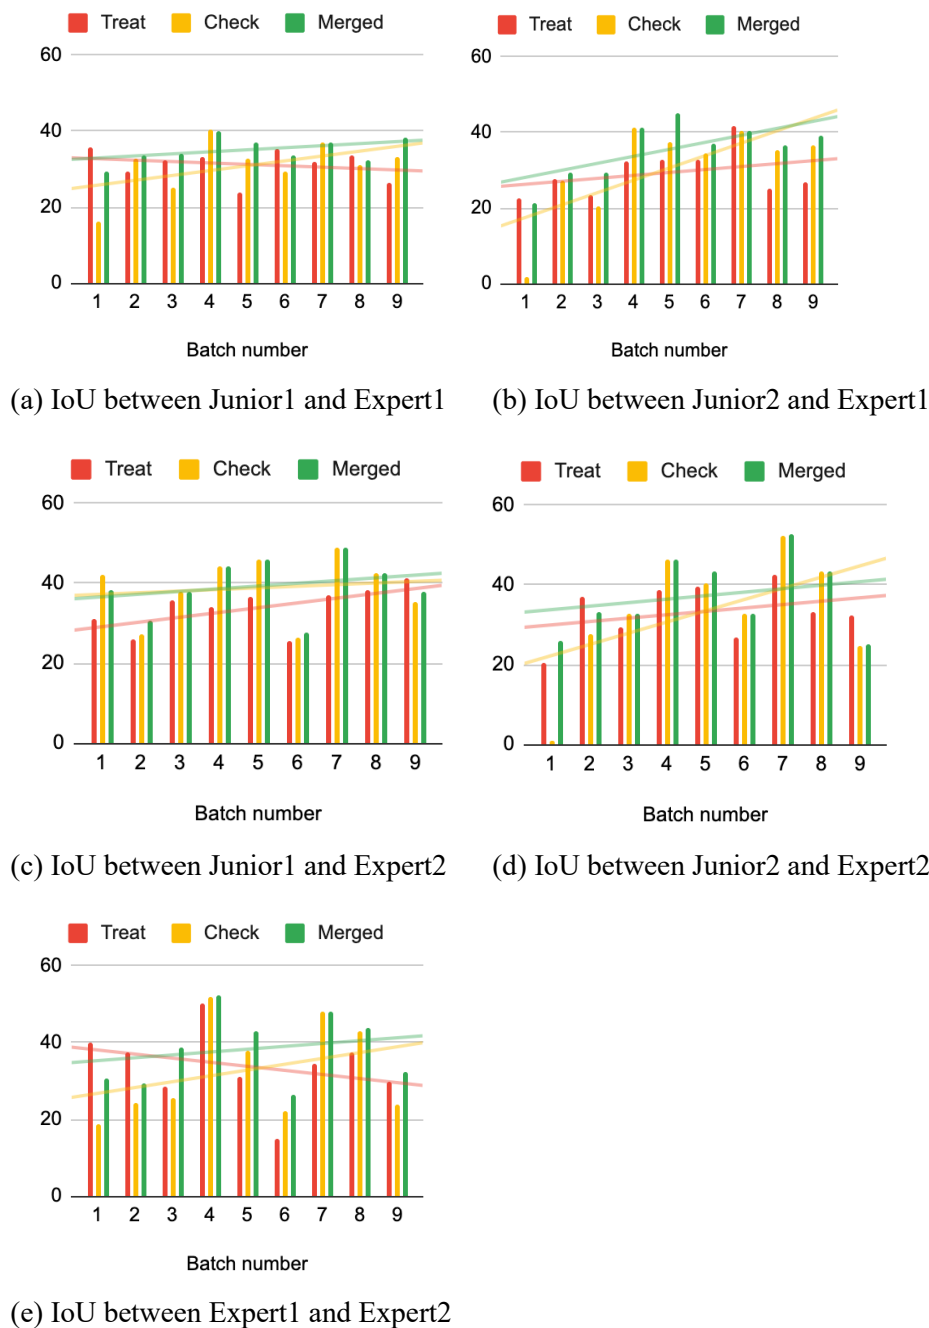 Treat Check Merged
60
40
20
0
1 2 3 4 5 6 7 8 9
Batch number
(a) IoU between Junior1 and Expert1
Treat Check Merged
60
40
20
0
1 2 3 4 5 6 7 8 9
Batch number
(b) IoU between Junior2 and Expert1
Treat Check Merged
60
40
20
0
1 2 3 4 5 6 7 8 9
Batch number
(c) IoU between Junior1 and Expert2
Treat Check Merged
60
40
20
0
1 2 3 4 5 6 7 8 9
Batch number
(d) IoU between Junior2 and Expert2
Treat Check Merged
60
40
20
0
1 2 3 4 5 6 7 8 9
Batch number
(e) IoU between Expert1 and Expert2